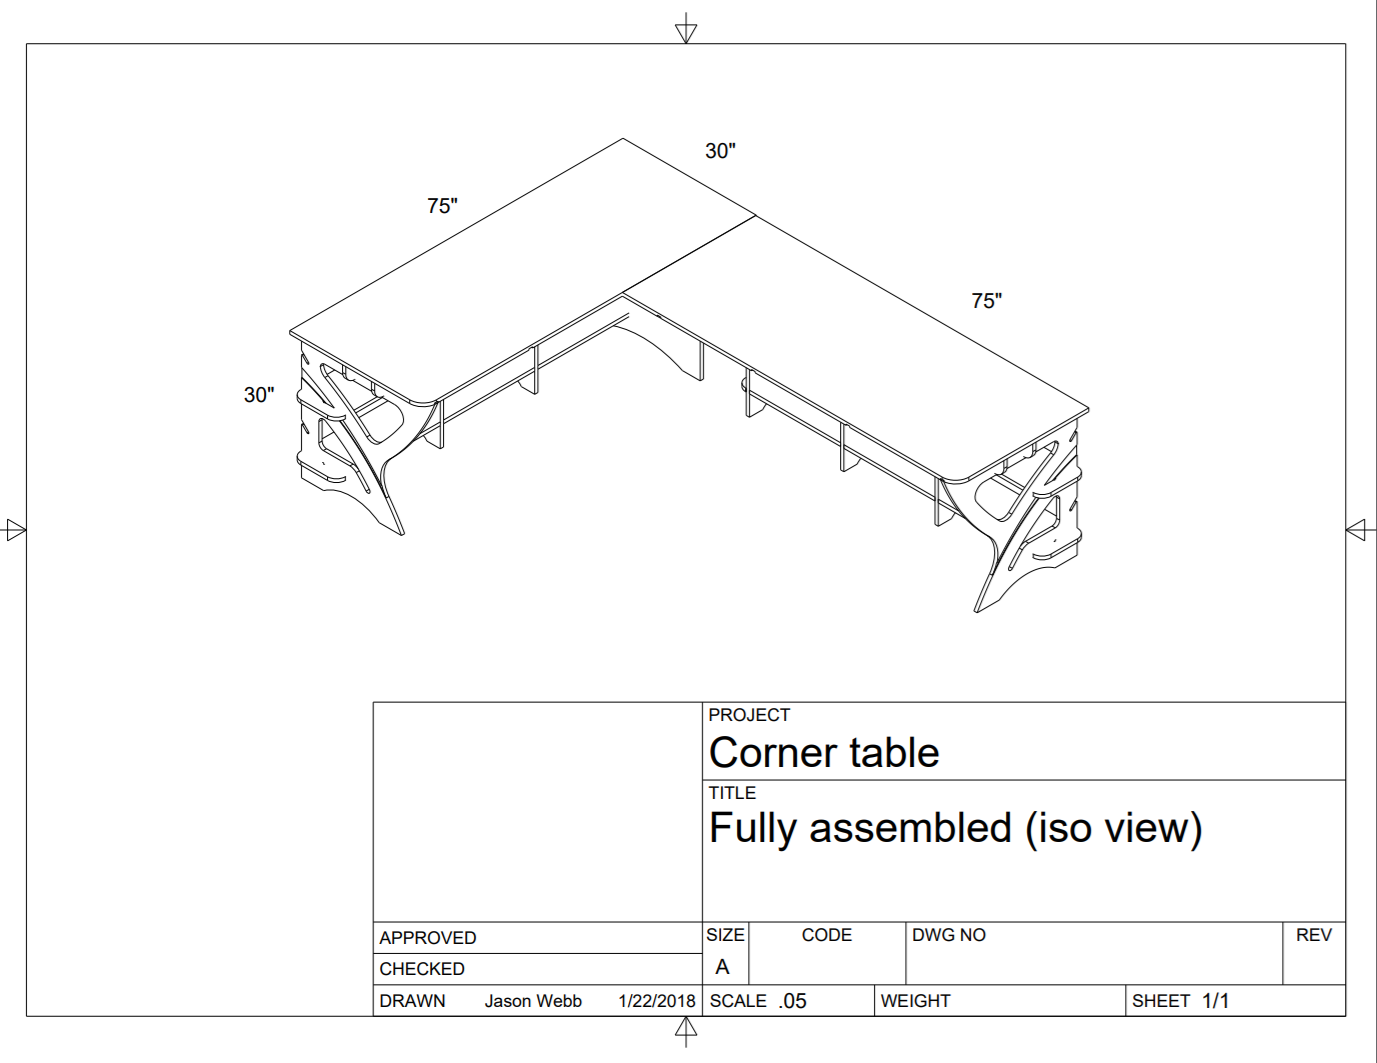 30"
75"
75"
30"
PROJECT
Corner table
TITLE
Fully assembled (iso view)
APPROVED
CHECKED
DRAWN Jason Webb 1/22/2018
SIZE CODE DWG NO REV
A
SCALE .05 WEIGHT SHEET 1/1